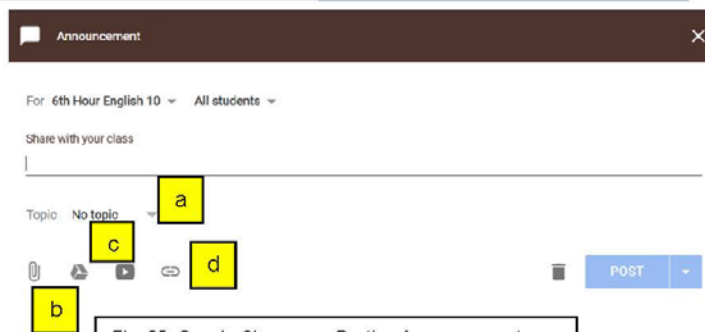 Announcement
For 6th Hour English 10 All students
Share with your class
a
Topic No topic
c
d
POST
b